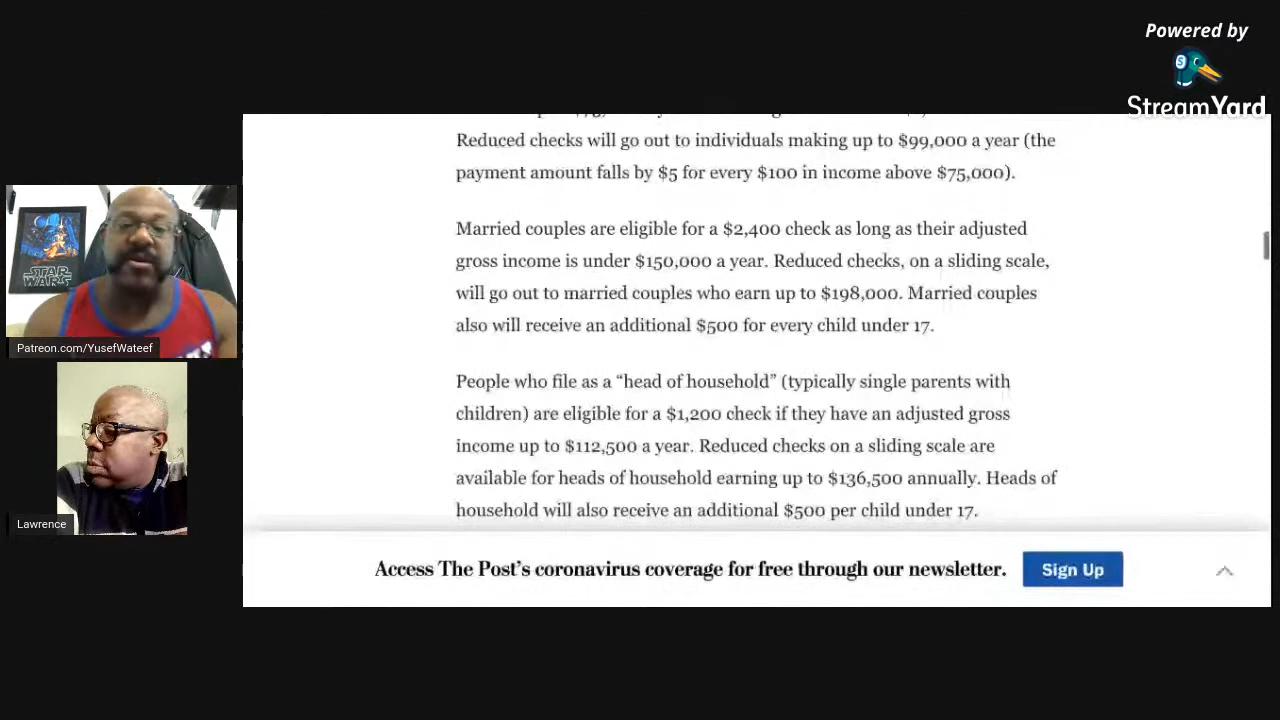 Powered by
StreamYard
Reduced checks will go out to individuals making up to $99,000 a year (the
payment amount falls by $5 for every $100 in income above $75,000).
Married couples are eligible for a $2,400 check as long as their adjusted
gross income is under $150,000 a year. Reduced checks, on a sliding scale,
will go out to married couples who earn up to $198,000. Married couples
also will receive an additional $500 for every child under 17.
People who file as a “head of household” (typically single parents with
children) are eligible for a $1,200 check if they have an adjusted gross
income up to $112,500 a year. Reduced checks on a sliding scale are
available for heads of household earning up to $136,500 annually. Heads of
household will also receive an additional $500 per child under 17.
Access The Post’s coronavirus coverage for free through our newsletter.
Sign Up
STAR
WARS
Patreon.com/YusefWateef
Lawrence